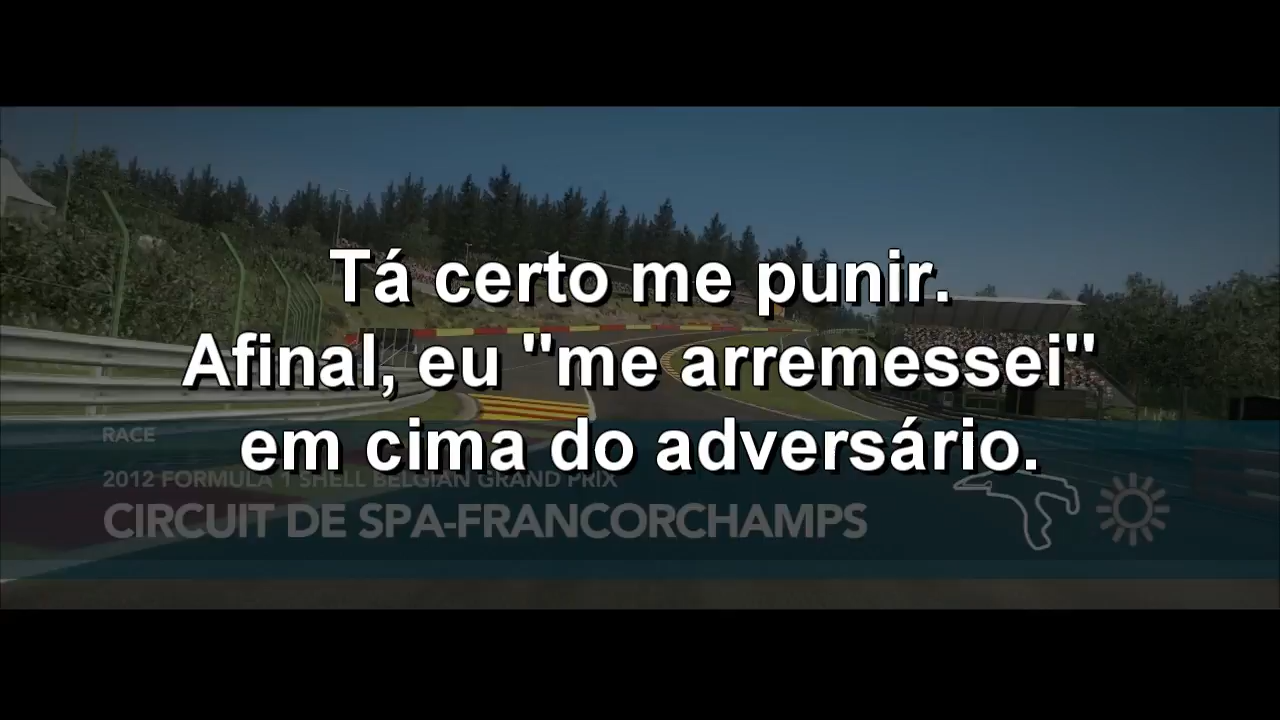 Tá certo me punir.
Afinal, eu "me arremessei"
em cima do adversário.
RACE
2012 FORMULA 1 SHELL BELGIAN GRAND PRIX
CIRCUIT DE SPA-FRANCORCHAMPS